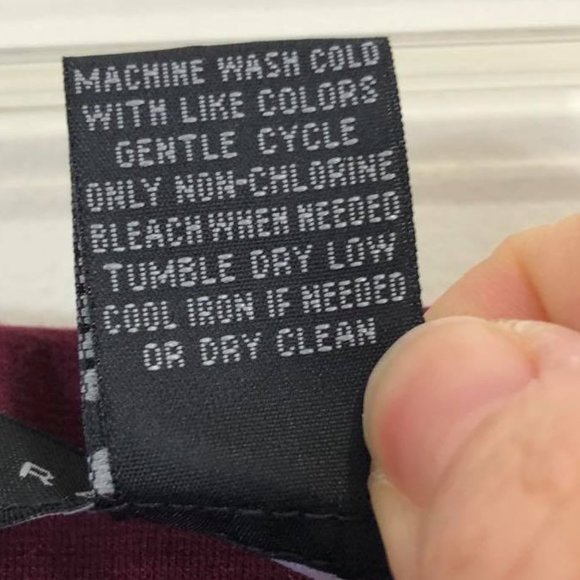 MACHINE WASH COLD
WITH LIKE COLORS
GENTLE CYCLE
ONLY NON-CHLORINE
BLEACH WHEN NEEDED
TUMBLE DRY LOW
COOL IRON IF NEEDED
OR DRY CLEAN
R